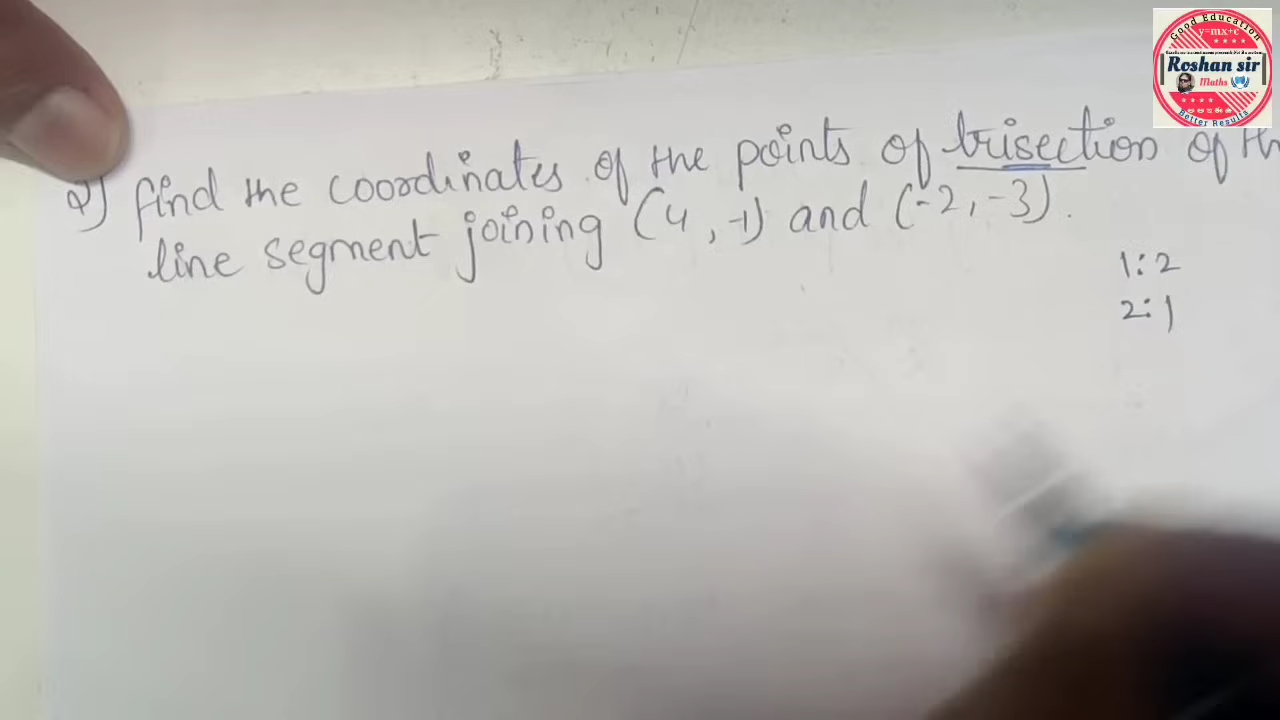 Good Education
y=mx+c
Roshan sir
Maths
Better Results
Q) find the coordinates of the points of trisection of th
line segment joining (4, -1) and (-2, -3).
1:2
2:1